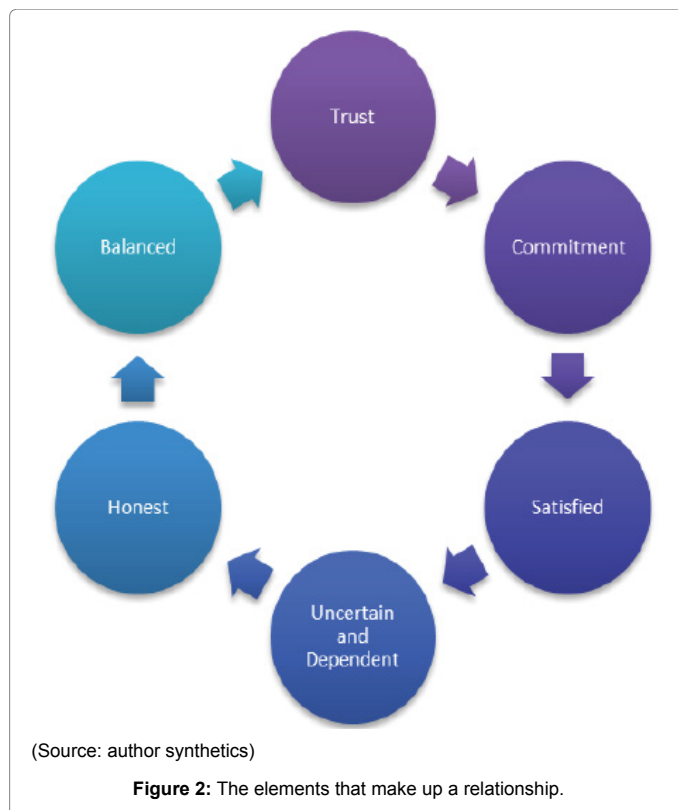 Trust
Commitment
Satisfied
Uncertain
and
Dependent
Honest
Balanced
(Source: author synthetics)
Figure 2: The elements that make up a relationship.